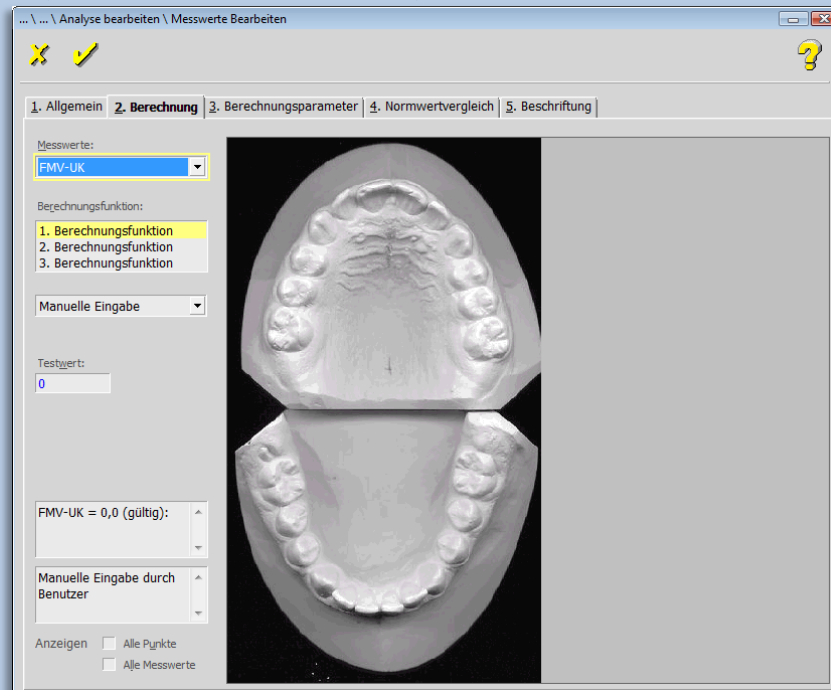 ... \ ... \ Analyse bearbeiten \ Messwerte Bearbeiten
1. Allgemein 2. Berechnung 3. Berechnungsparameter 4. Normwertvergleich 5. Beschriftung
Messwerte:
FMV-UK
Berechnungsfunktion:
1. Berechnungsfunktion
2. Berechnungsfunktion
3. Berechnungsfunktion
Manuelle Eingabe
Testwert:
0
FMV-UK = 0,0 (gültig):
Manuelle Eingabe durch
Benutzer
Anzeigen Alle Punkte
Alle Messwerte